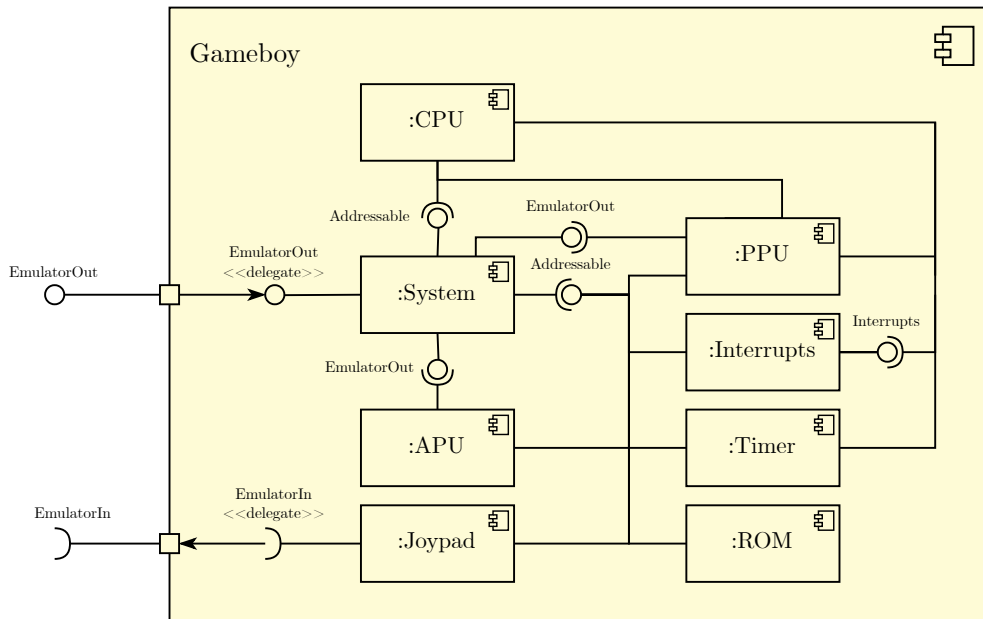 Gameboy
:CPU
Addressable
EmulatorOut
:PPU
EmulatorOut
<<delegate>>
EmulatorOut
Addressable
:System
Interrupts
:Interrupts
EmulatorOut
:APU
:Timer
EmulatorIn
<<delegate>>
EmulatorIn
:Joypad
:ROM